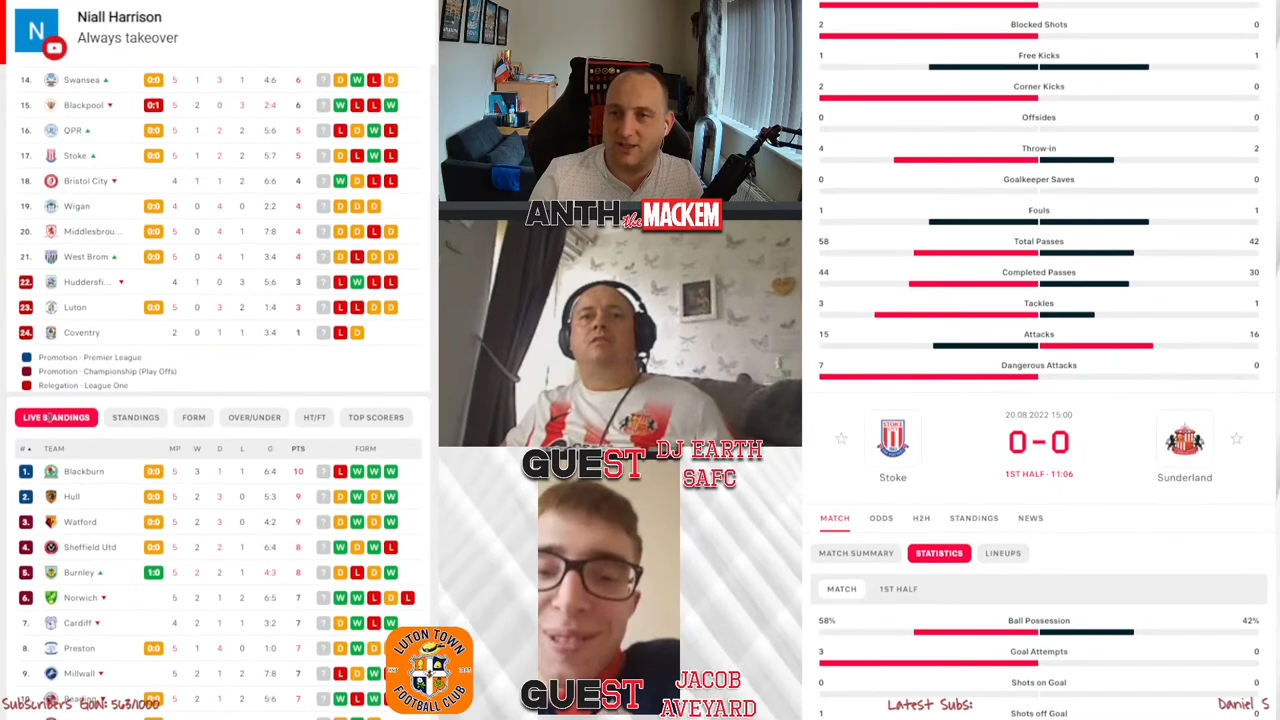 N
Niall Harrison
Always takeover
14. Swansea 0:0 5 1 3 1 4:6 6 ? D W L D
15. Blackpool 0:1 5 2 0 3 2:4 6 ? W L L W
16. QPR 0:0 5 1 2 2 5:6 5 ? L D W L
17. Stoke 0:0 5 1 2 2 5:7 5 ? D L W L
18. Bristol City 4 1 1 2 6:6 4 ? W D L L
19. Wigan 0:0 4 0 4 0 2:2 4 ? D D D
20. Middlesbrou... 0:0 5 0 4 1 7:8 4 ? D D L D
21. West Brom 0:0 5 0 4 1 3:4 4 ? D L D D
22. Huddersfi... 4 1 0 3 5:6 3 ? L W L L
23. Luton 0:0 5 0 3 2 1:4 3 ? L L D D
24. Coventry 2 0 1 1 3:4 1 ? L D
Promotion - Premier League
Promotion - Championship (Play Offs)
Relegation - League One
LIVE STANDINGS STANDINGS FORM OVER/UNDER HT/FT TOP SCORERS
# TEAM MP W D L G PTS FORM
1. Blackburn 0:0 5 3 1 1 6:4 10 ? L W W W
2. Hull 0:0 5 2 3 0 5:3 9 ? D W D W
3. Watford 0:0 5 2 3 0 4:2 9 ? D W D W
4. Sheffield Utd 0:0 5 2 2 1 6:4 8 ? W D W L
5. Burnley 1:0 5 2 2 1 4:3 8 ? D L D W
6. Norwich 5 2 1 2 6:5 7 ? W W L D L
7. Cardiff 4 2 1 1 3:2 7 ? D W L W
8. Preston 0:0 5 1 4 0 1:0 7 ? W D
9. Millwall 5 2 1 2 7:8 7 ? L D W
Subscribers Goal: 563/1000
LUTON TOWN
EST 1885
FOOTBALL CLUB
ANTH the MACKEM
GUEST DJ EARTH
SAFC
GUEST JACOB
AVEYARD
2 Blocked Shots 0
1 Free Kicks 1
2 Corner Kicks 0
0 Offsides 0
4 Throw-in 2
0 Goalkeeper Saves 0
1 Fouls 1
58 Total Passes 42
44 Completed Passes 30
3 Tackles 1
15 Attacks 16
7 Dangerous Attacks 0
20.08.2022 15:00
0 - 0
1ST HALF - 11:06
Stoke Sunderland
MATCH ODDS H2H STANDINGS NEWS
MATCH SUMMARY STATISTICS LINEUPS
MATCH 1ST HALF
58% Ball Possession 42%
3 Goal Attempts 0
0 Shots on Goal 0
1 Shots off Goal 0
Latest Subs: Daniel S